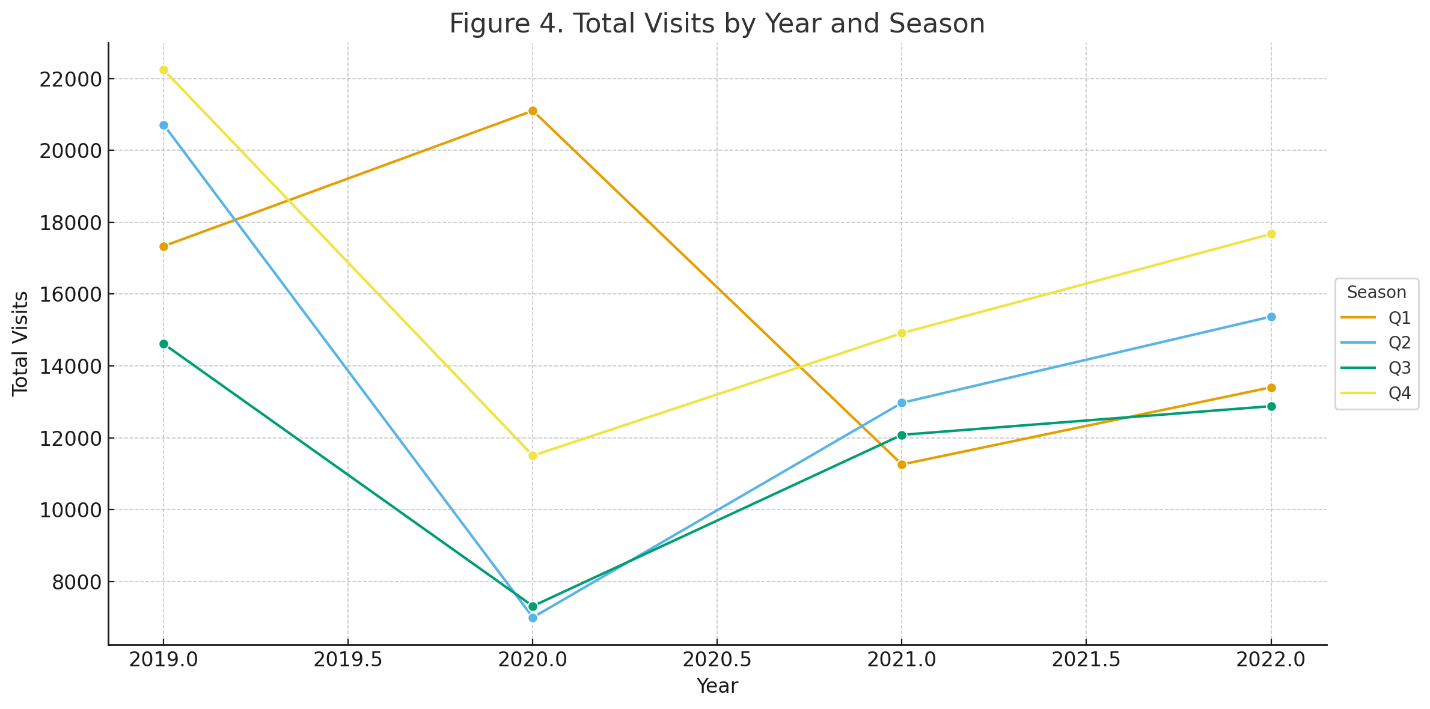 Figure 4. Total Visits by Year and Season
22000
20000
18000
16000
14000
12000
10000
8000
Total Visits
2019.0 2019.5 2020.0 2020.5 2021.0 2021.5 2022.0
Year
Season
Q1
Q2
Q3
Q4